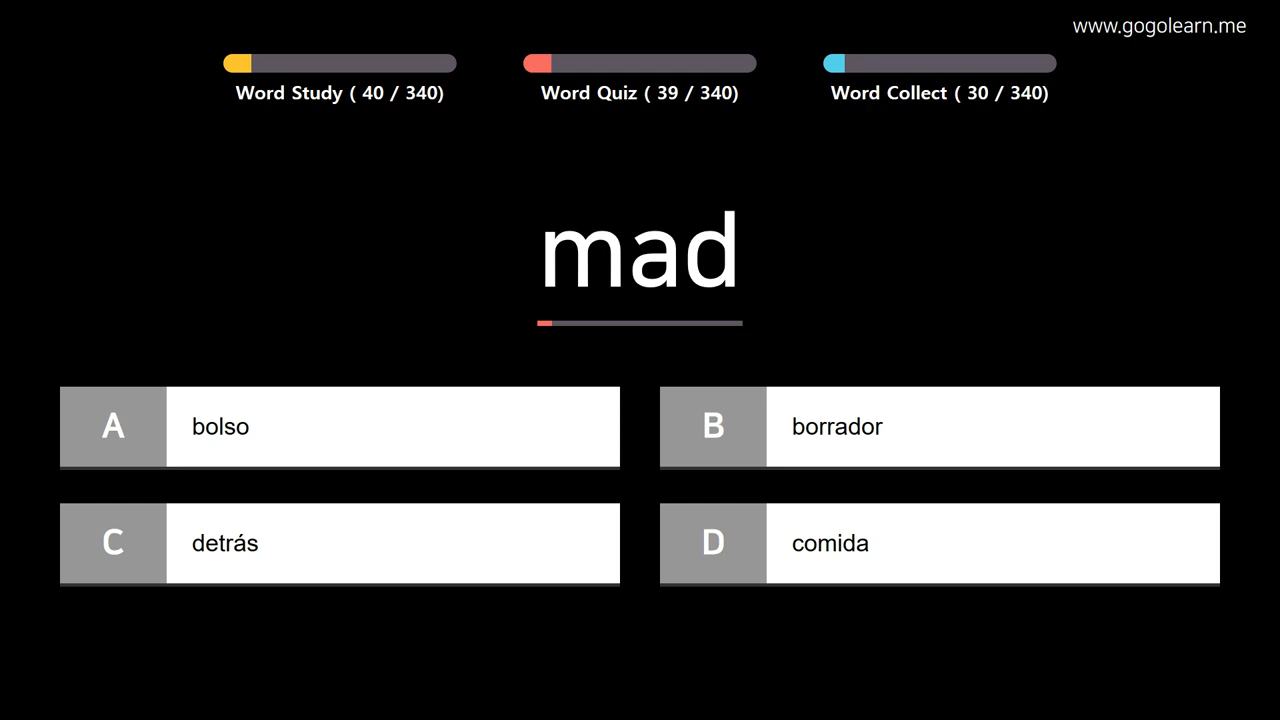 www.gogolearn.me
Word Study ( 40 / 340)
Word Quiz ( 39 / 340)
Word Collect ( 30 / 340)
mad
A bolso
B borrador
C detrás
D comida